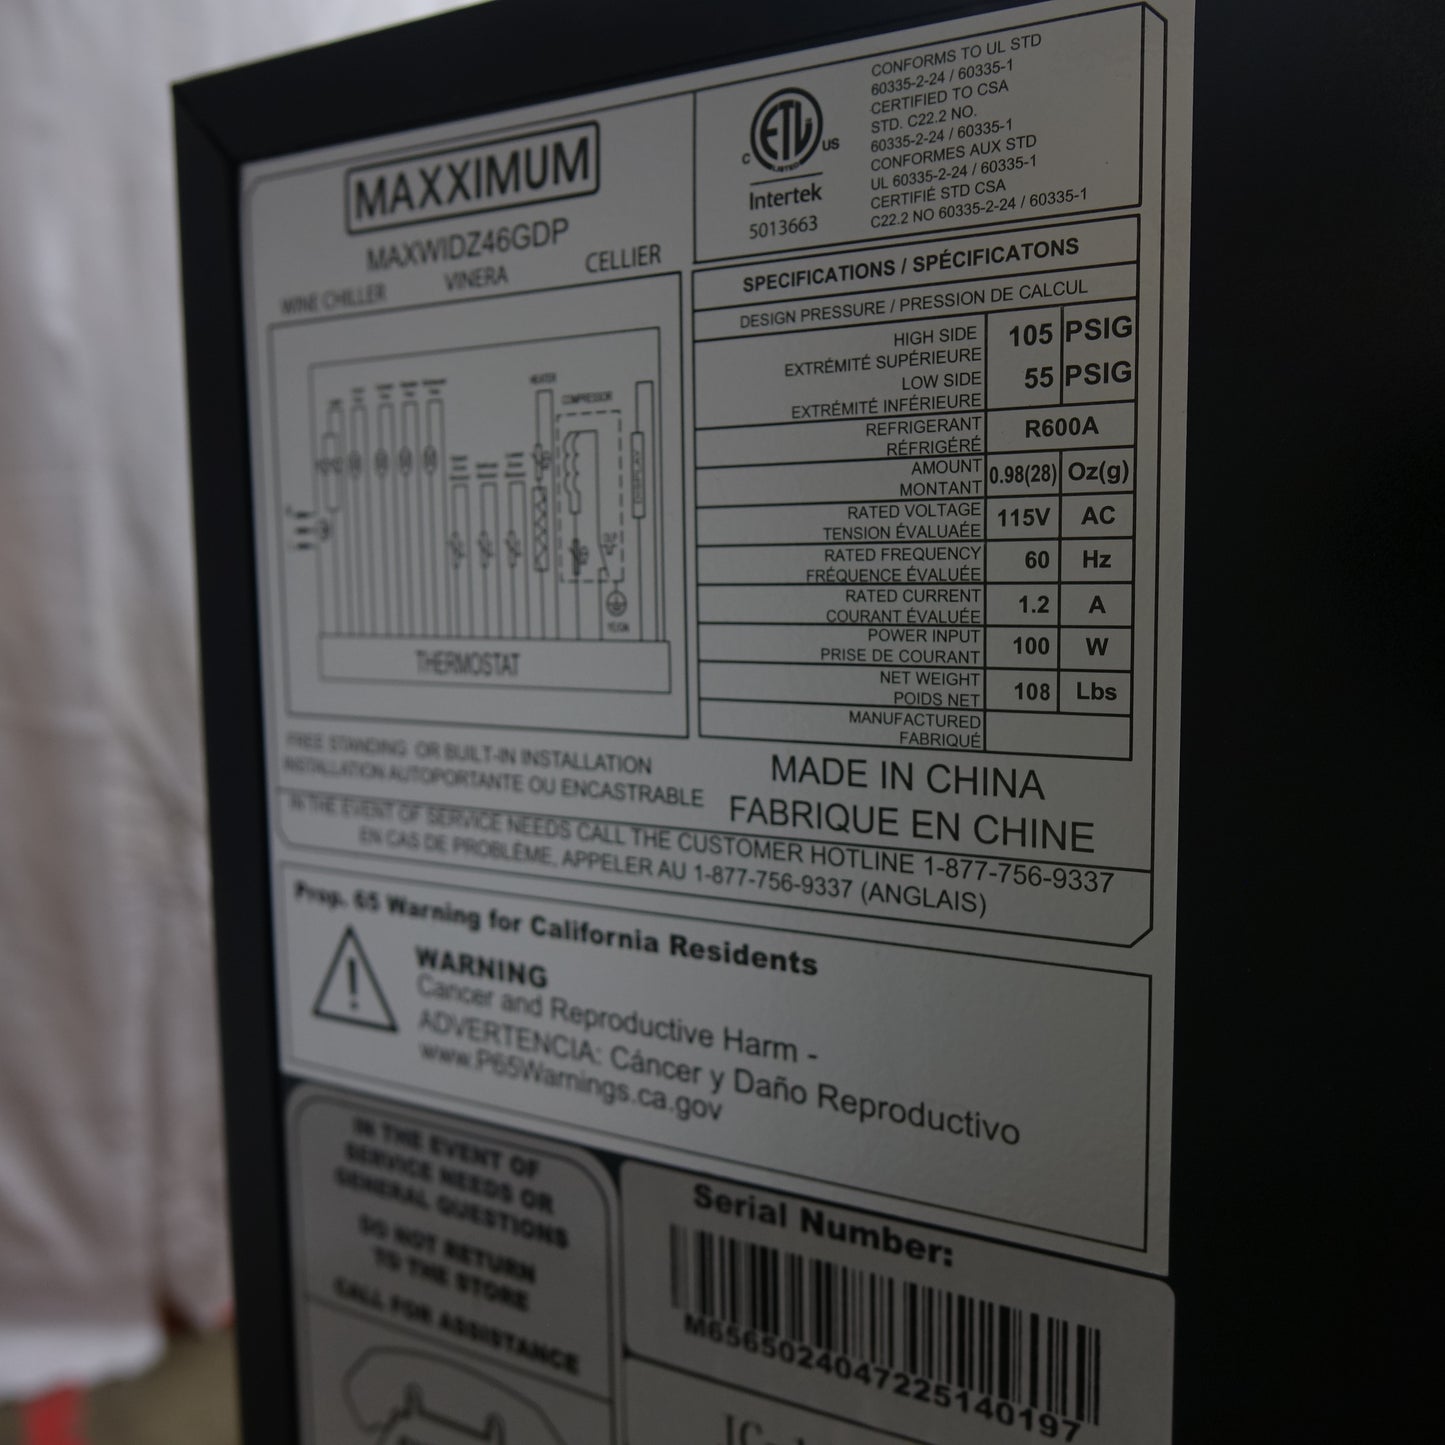 MAXXIMUM
MAXWIDZ46GDP
WINE CHILLER VINERA CELLIER
HEATER
COMPRESSOR
DISPLAY
THERMOSTAT
FREE STANDING OR BUILT-IN INSTALLATION
INSTALLATION AUTOPORTANTE OU ENCASTRABLE
C ETL US
LISTED
Intertek
5013663
CONFORMS TO UL STD
60335-2-24 / 60335-1
CERTIFIED TO CSA
STD. C22.2 NO.
60335-2-24 / 60335-1
CONFORMES AUX STD
UL 60335-2-24 / 60335-1
CERTIFIÉ STD CSA
C22.2 NO 60335-2-24 / 60335-1
SPECIFICATIONS / SPÉCIFICATONS
DESIGN PRESSURE / PRESSION DE CALCUL
HIGH SIDE 105 PSIG
EXTRÉMITÉ SUPÉRIEURE
LOW SIDE 55 PSIG
EXTRÉMITÉ INFÉRIEURE
REFRIGERANT R600A
RÉFRIGÉRÉ
AMOUNT 0.98(28) Oz(g)
MONTANT
RATED VOLTAGE 115V AC
TENSION ÉVALUAÉE
RATED FREQUENCY 60 Hz
FRÉQUENCE ÉVALUÉE
RATED CURRENT 1.2 A
COURANT ÉVALUÉE
POWER INPUT 100 W
PRISE DE COURANT
NET WEIGHT 108 Lbs
POIDS NET
MANUFACTURED
FABRIQUÉ
MADE IN CHINA
FABRIQUE EN CHINE
IN THE EVENT OF SERVICE NEEDS CALL THE CUSTOMER HOTLINE 1-877-756-9337
EN CAS DE PROBLÈME, APPELER AU 1-877-756-9337 (ANGLAIS)
Prop. 65 Warning for California Residents
WARNING
Cancer and Reproductive Harm -
ADVERTENCIA: Cáncer y Daño Reproductivo
www.P65Warnings.ca.gov
IN THE EVENT OF
SERVICE NEEDS OR
GENERAL QUESTIONS
DO NOT RETURN
TO THE STORE
CALL FOR ASSISTANCE
Serial Number:
M6565024047225140197